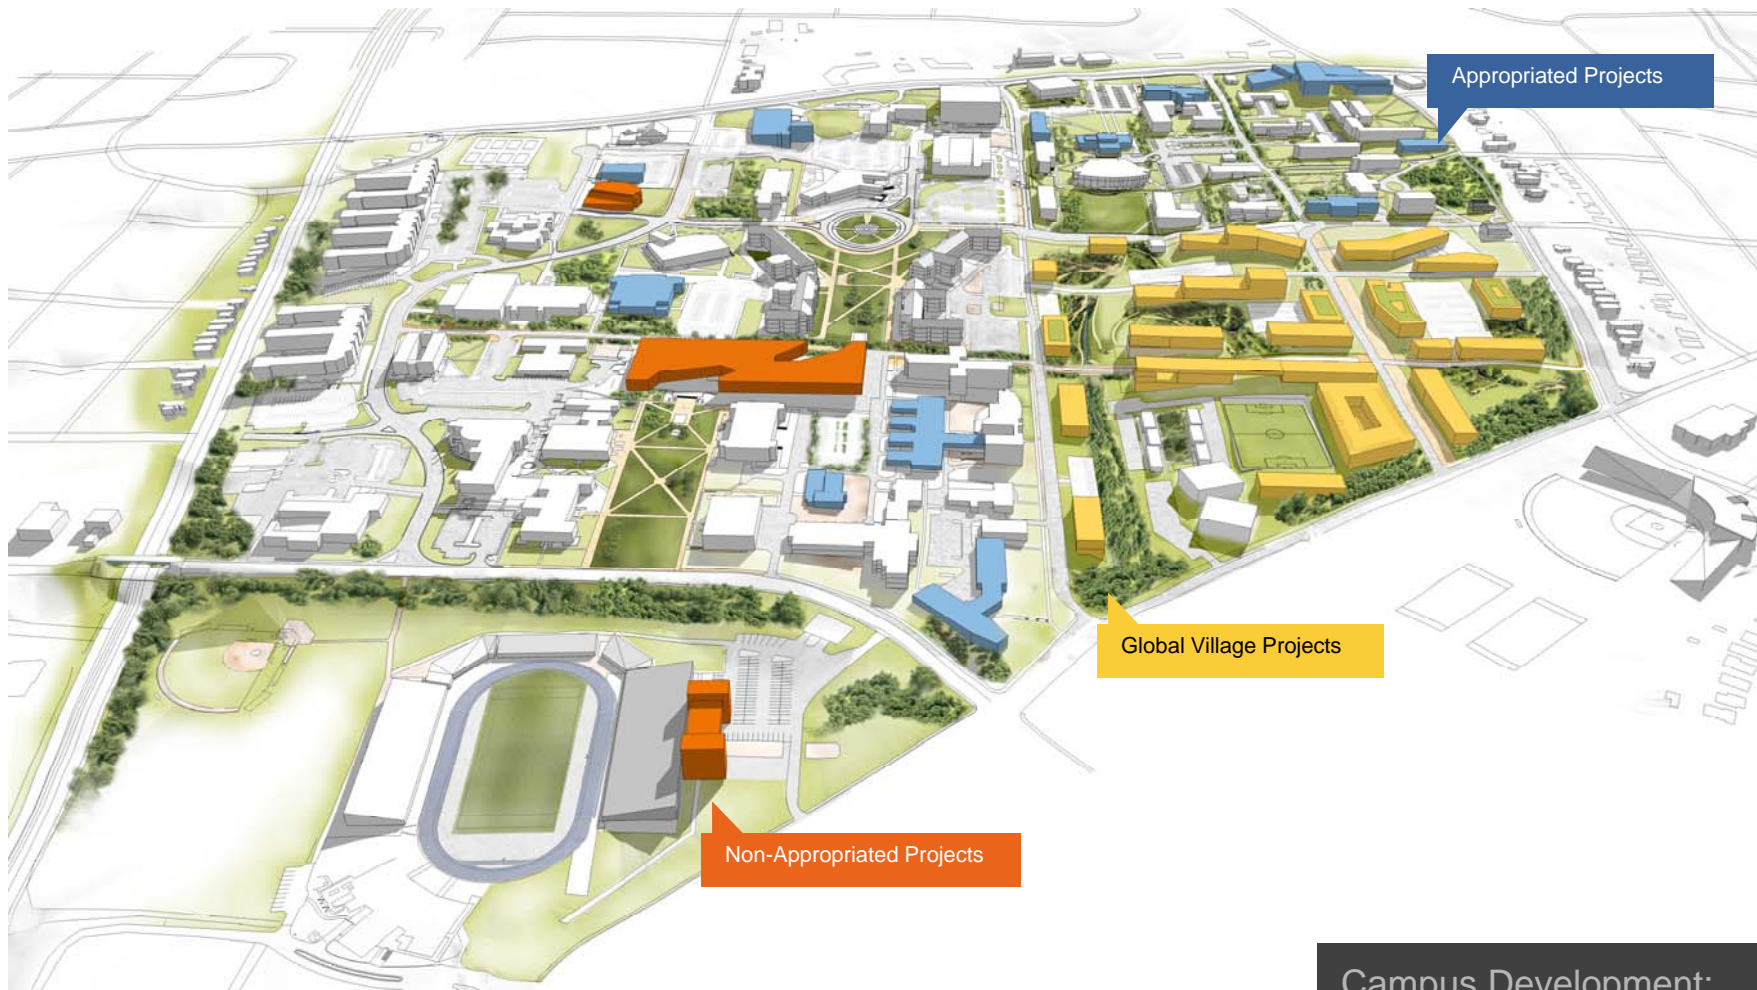 Appropriated Projects
Global Village Projects
Non-Appropriated Projects
Campus Development: